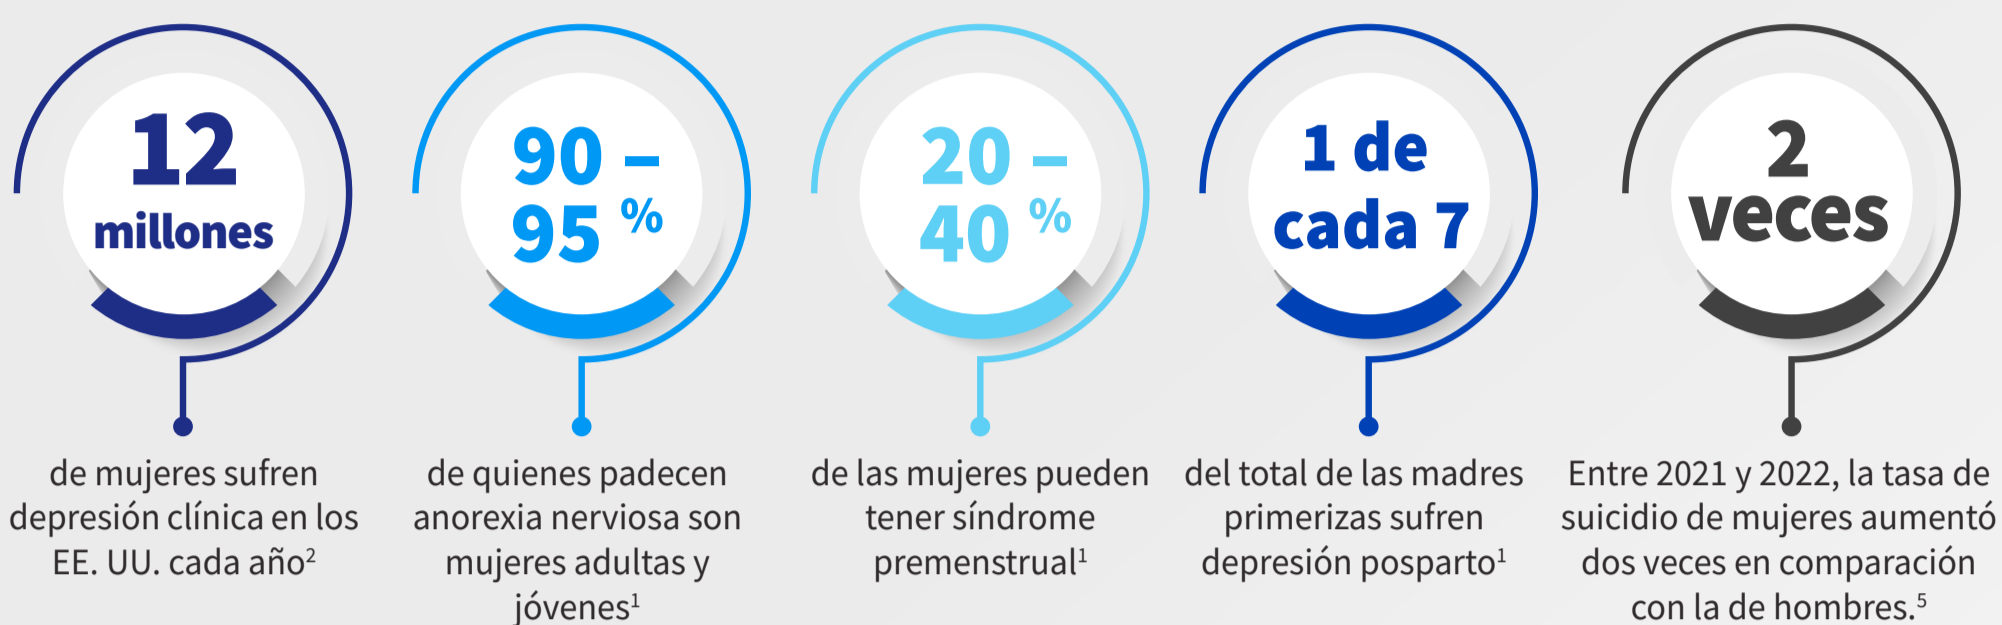 12
millones
de mujeres sufren
depresión clínica en los
EE. UU. cada año²
90 –
95 %
de quienes padecen
anorexia nerviosa son
mujeres adultas y
jóvenes¹
20 –
40 %
de las mujeres pueden
tener síndrome
premenstrual¹
1 de
cada 7
del total de las madres
primerizas sufren
depresión posparto¹
2
veces
Entre 2021 y 2022, la tasa de
suicidio de mujeres aumentó
dos veces en comparación
con la de hombres.⁵